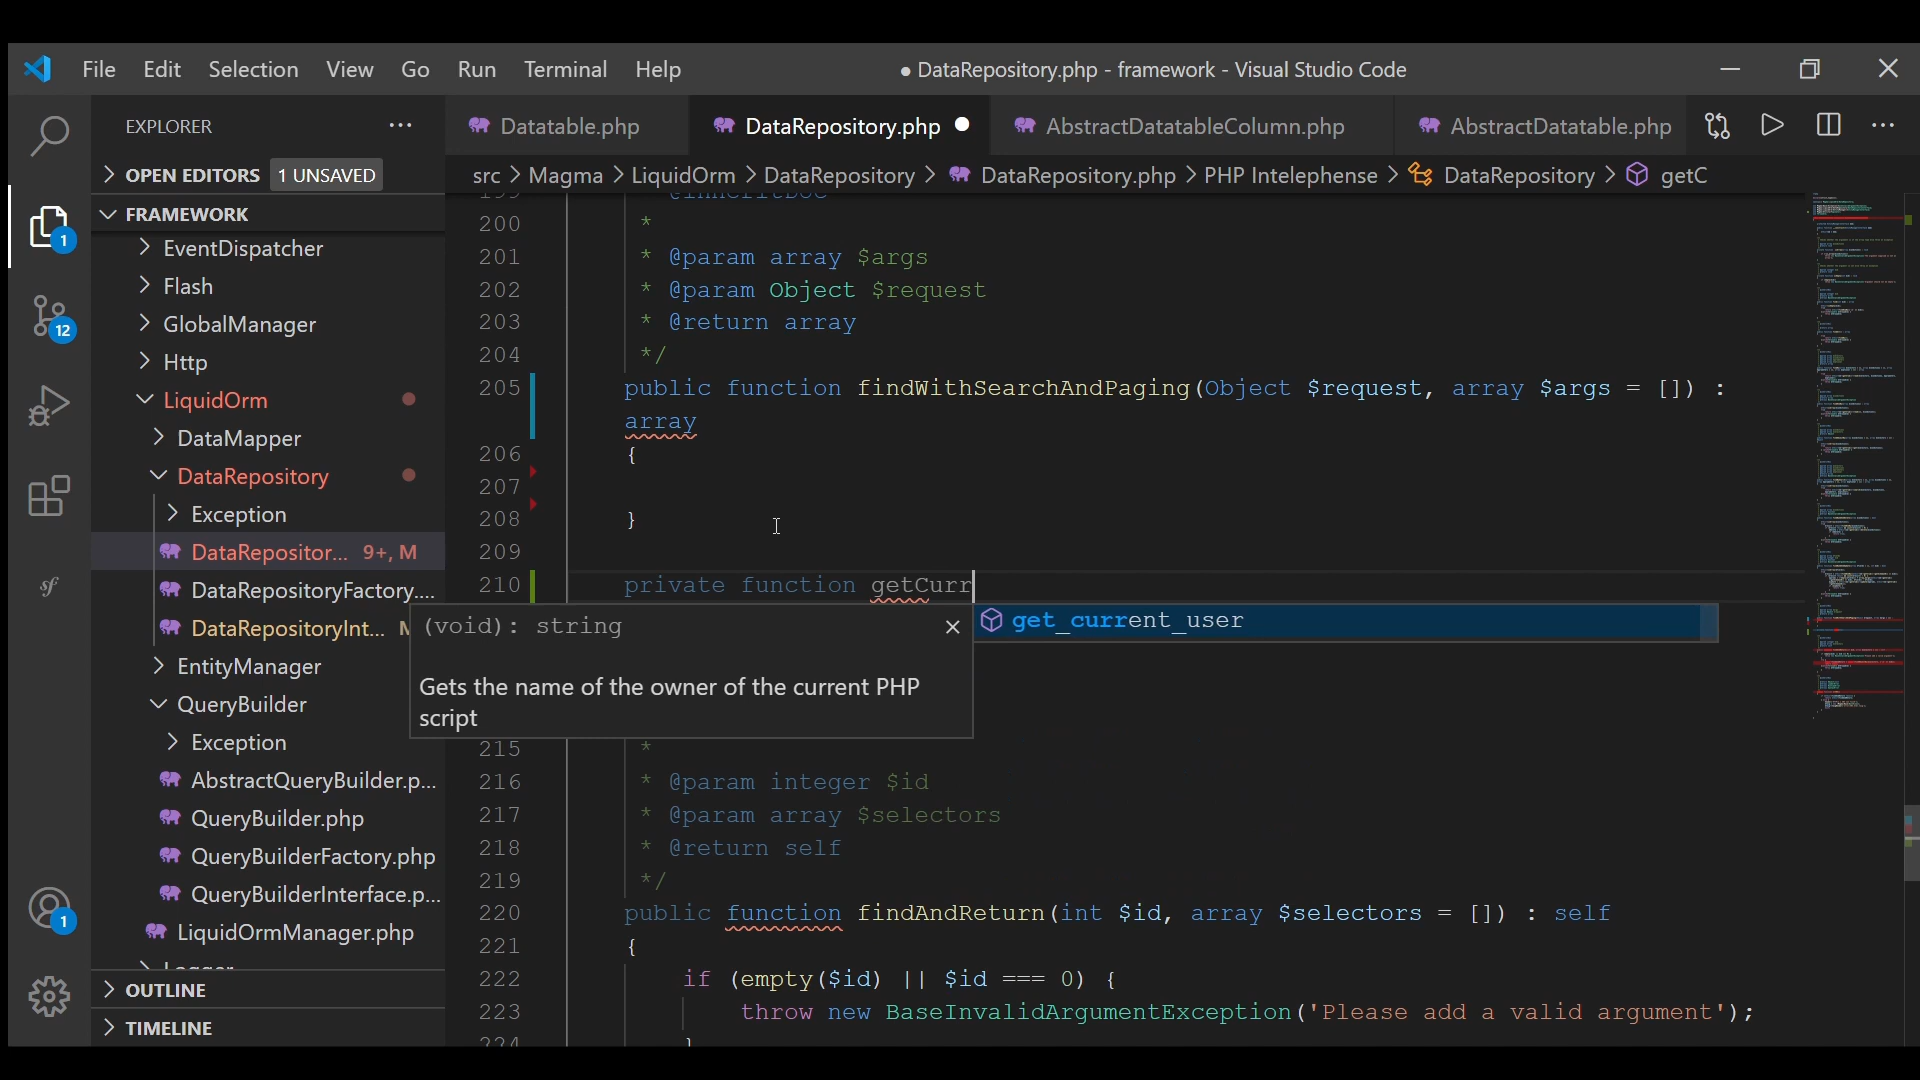 File Edit Selection View Go Run Terminal Help
● DataRepository.php - framework - Visual Studio Code
EXPLORER
Datatable.php
DataRepository.php
AbstractDatatableColumn.php
AbstractDatatable.php
OPEN EDITORS 1 UNSAVED
src > Magma > LiquidOrm > DataRepository > DataRepository.php > PHP Intelephense > DataRepository > getC
FRAMEWORK
EventDispatcher
Flash
GlobalManager
Http
LiquidOrm
DataMapper
DataRepository
Exception
DataRepositor... 9+, M
DataRepositoryFactory....
DataRepositoryInt...
EntityManager
QueryBuilder
Exception
AbstractQueryBuilder.p...
QueryBuilder.php
QueryBuilderFactory.php
QueryBuilderInterface.p...
LiquidOrmManager.php
OUTLINE
TIMELINE
1
12
1
200 *
201 * @param array $args
202 * @param Object $request
203 * @return array
204 */
205 public function findWithSearchAndPaging(Object $request, array $args = []) :
array
206 {
207
208 }
209
210 private function getCurr
get_current_user
(void): string
Gets the name of the owner of the current PHP
script
215 *
216 * @param integer $id
217 * @param array $selectors
218 * @return self
219 */
220 public function findAndReturn(int $id, array $selectors = []) : self
221 {
222 if (empty($id) || $id === 0) {
223 throw new BaseInvalidArgumentException('Please add a valid argument');